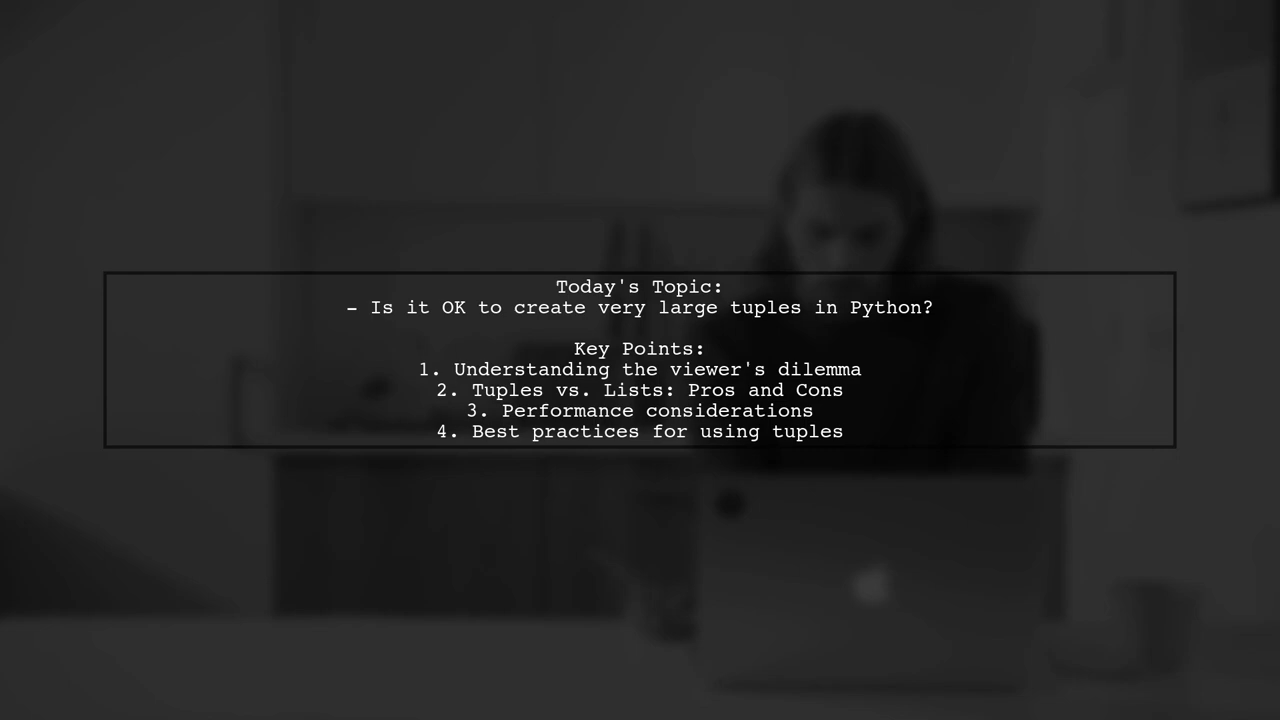 Today's Topic:
- Is it OK to create very large tuples in Python?
Key Points:
1. Understanding the viewer's dilemma
2. Tuples vs. Lists: Pros and Cons
3. Performance considerations
4. Best practices for using tuples